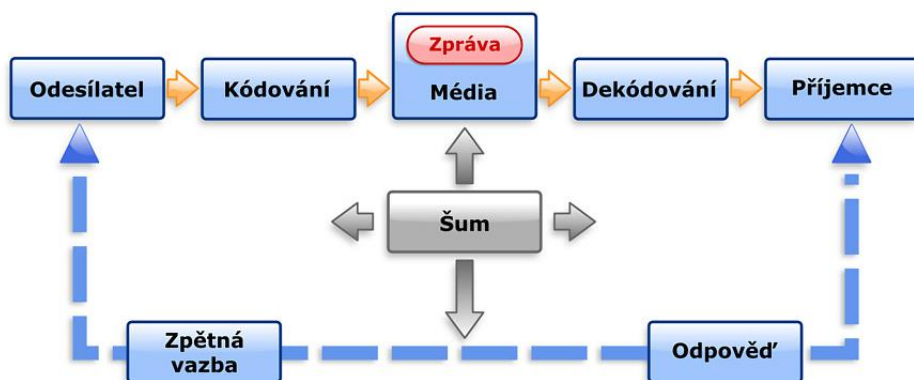 Zpráva
Odesílatel
Kódování
Média
Dekódování
Příjemce
Šum
Zpětná
vazba
Odpověď